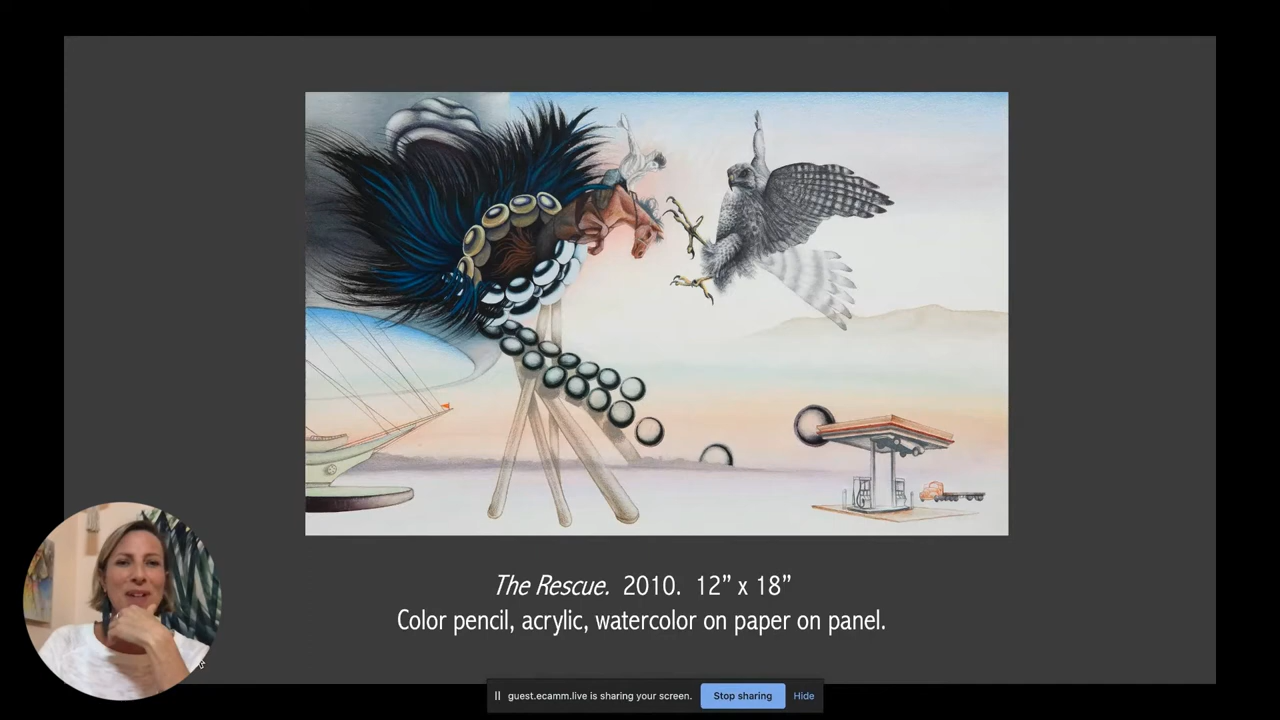 The Rescue. 2010. 12” x 18”
Color pencil, acrylic, watercolor on paper on panel.
guest.ecamm.live is sharing your screen. Stop sharing Hide